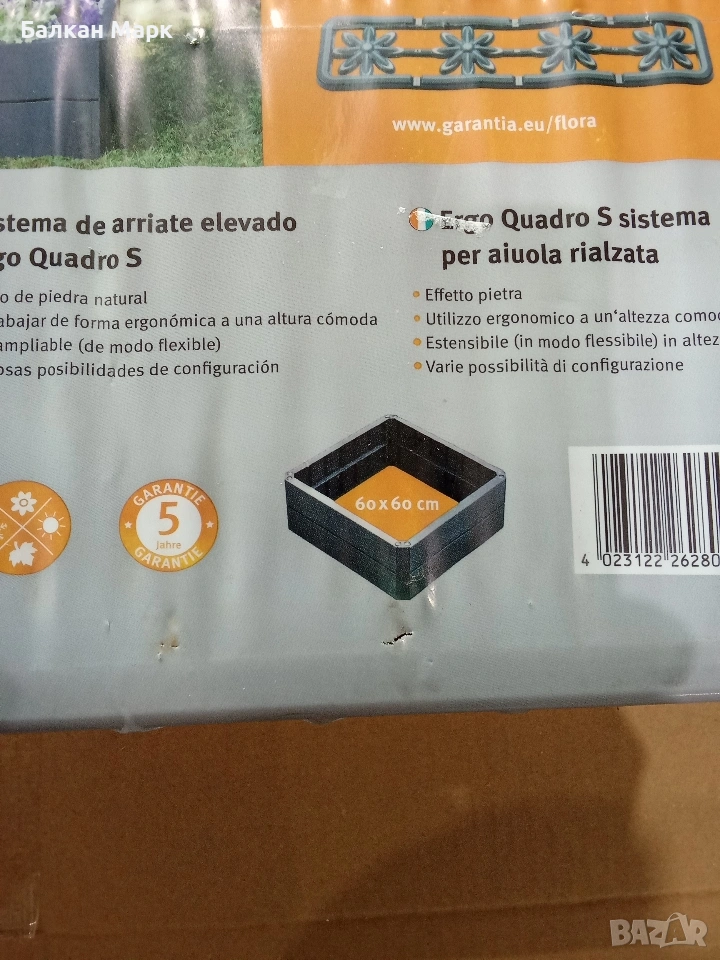 Балкан Марк
www.garantia.eu/flora
stema de arriate elevado
go Quadro S
o de piedra natural
abajar de forma ergonómica a una altura cómoda
ampliable (de modo flexible)
osas posibilidades de configuración
Ergo Quadro S sistema
per aiuola rialzata
• Effetto pietra
• Utilizzo ergonomico a un'altezza como
• Estensibile (in modo flessibile) in altez
• Varie possibilità di configurazione
GARANTIE
5
Jahre
GARANTIE
60 x 60 cm
4 023122 26280
BAZAR